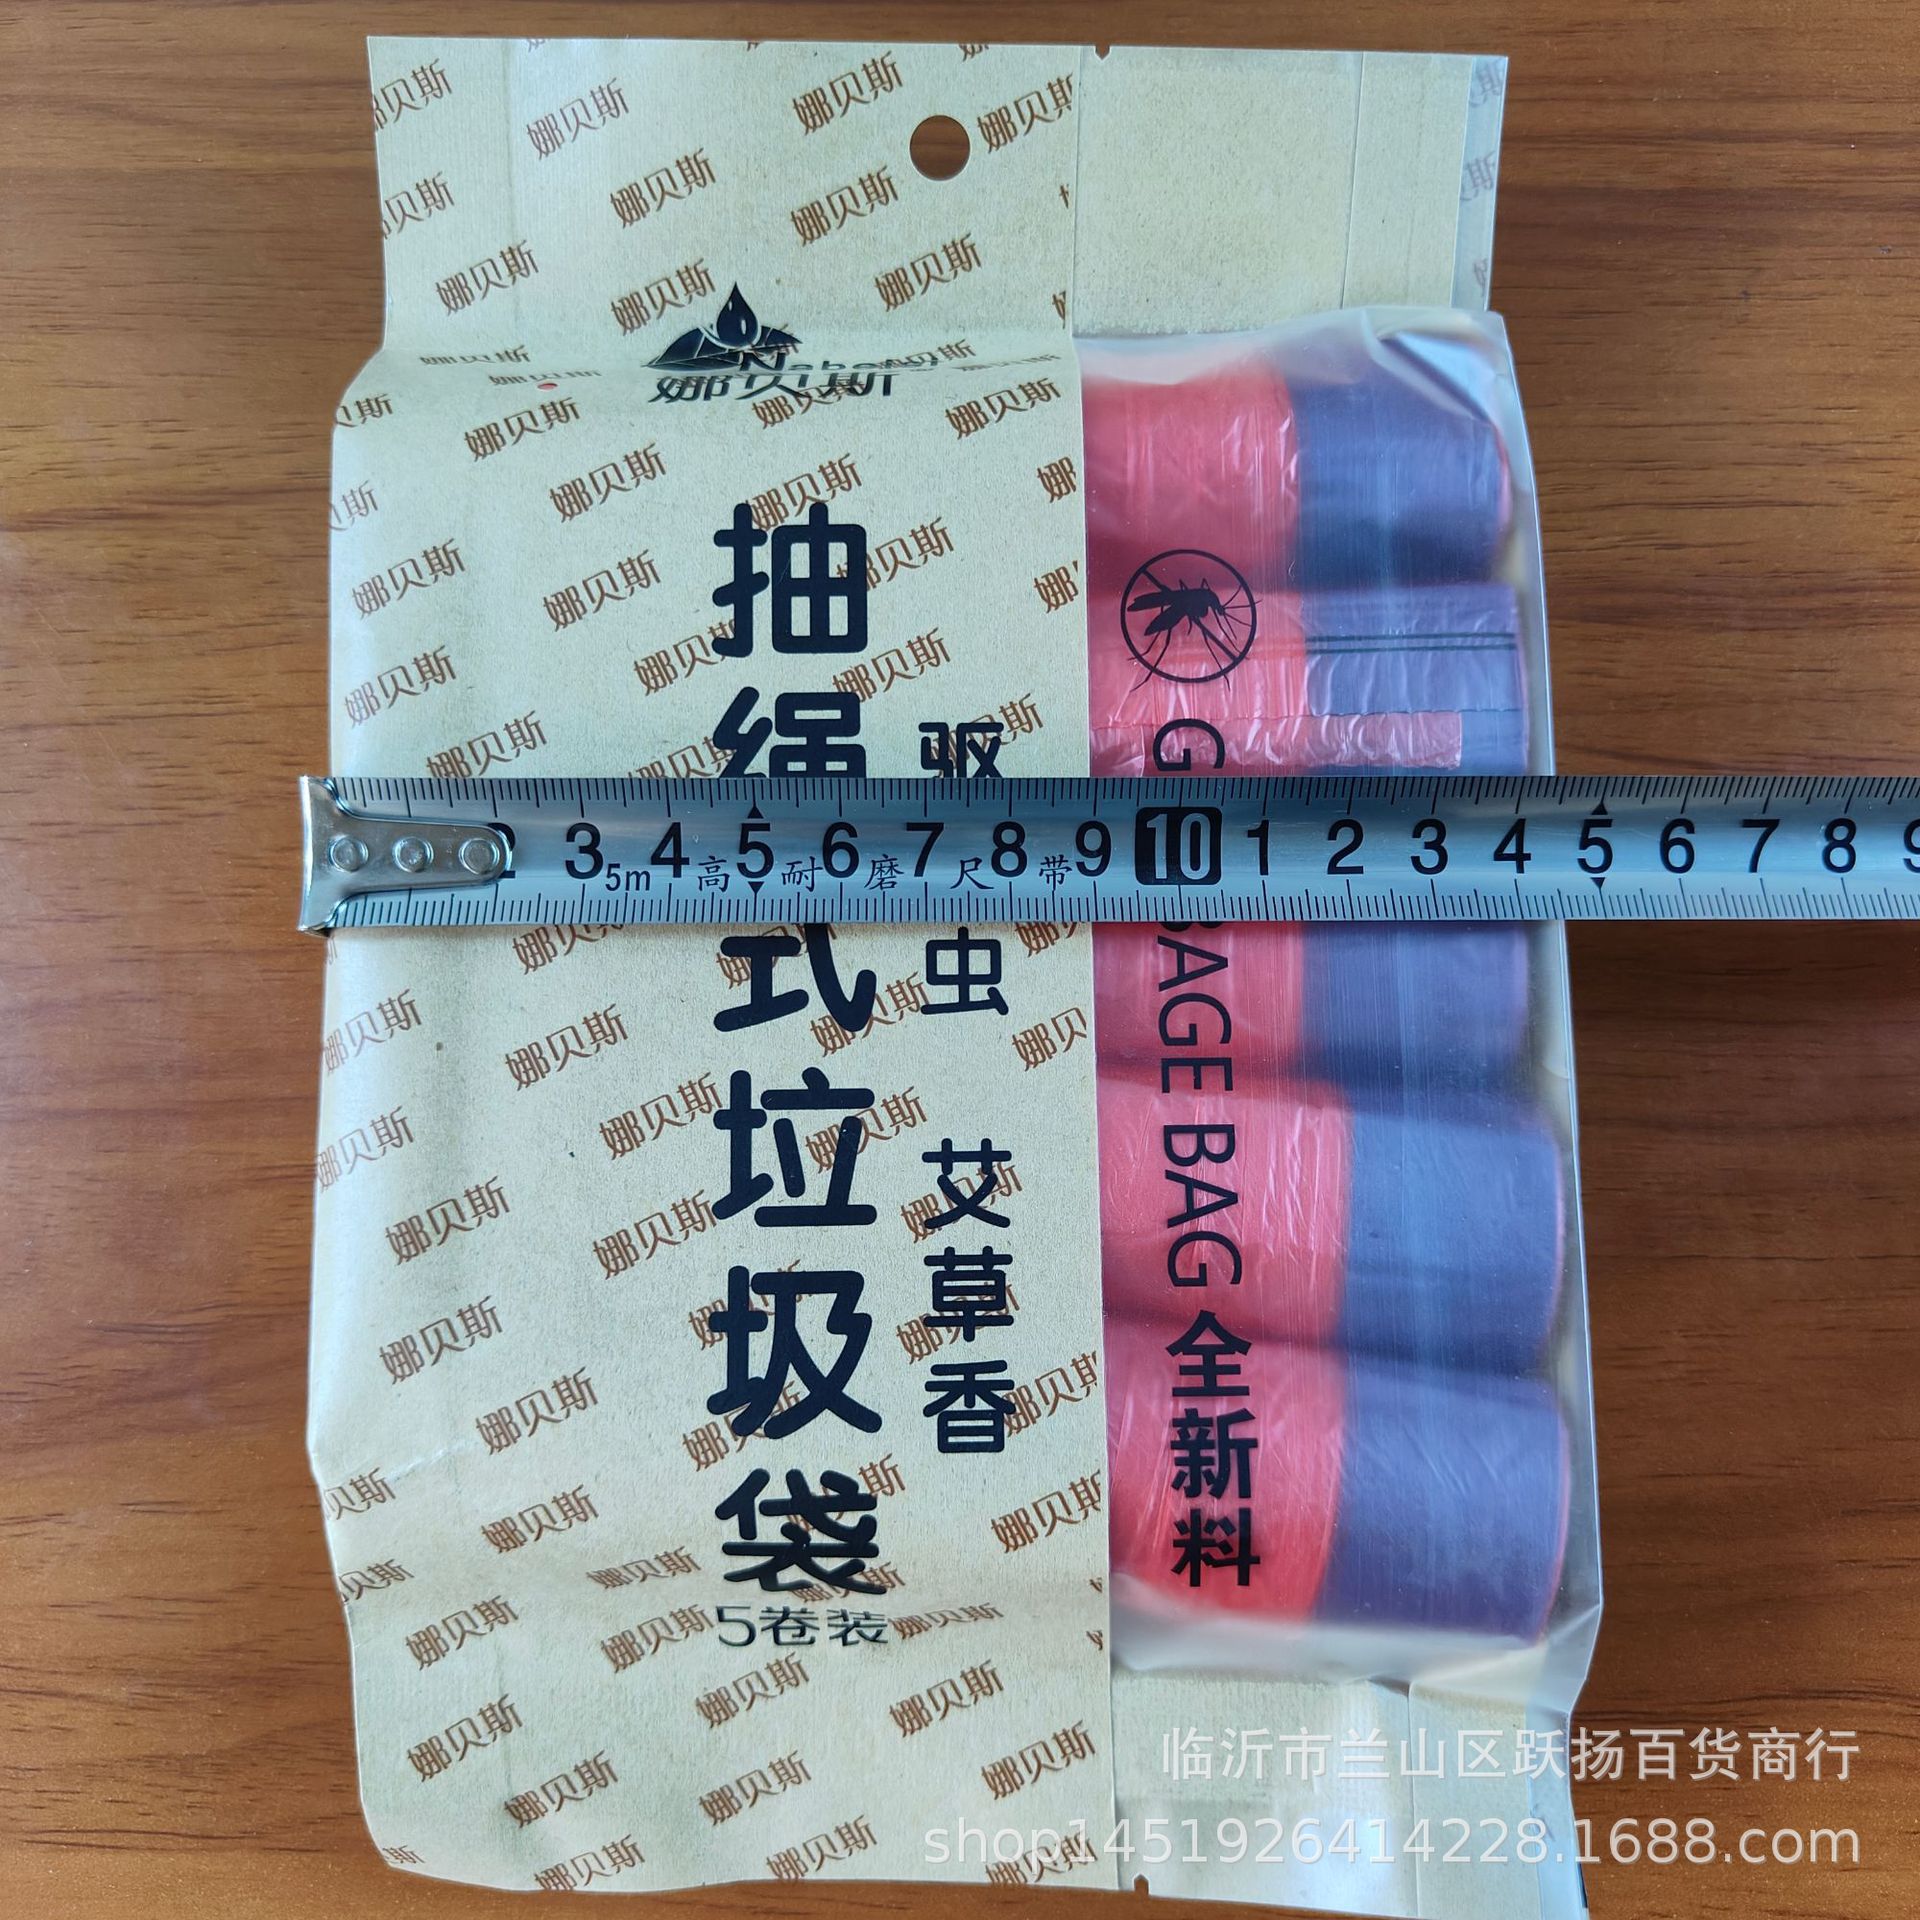 娜贝斯
抽绳式垃圾袋
驱虫
艾草香
5卷装
BAGE BAG 全新料
2 3 4 5 6 7 8 9 10 1 2 3 4 5 6 7 8 9
5m 高耐磨尺带
临沂市兰山区跃扬百货商行
shop1451926414228.1688.com